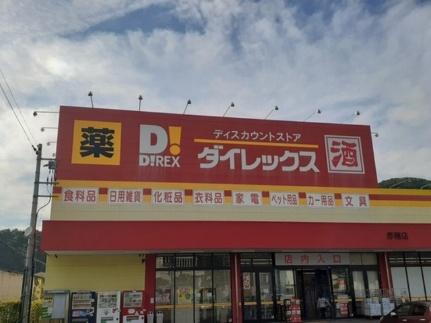 薬
D!
D!REX
ディスカウントストア
ダイレックス
酒
食料品 日用雑貨 化粧品 衣料品 家電 ペット用品 カー用品 文具
店内入口